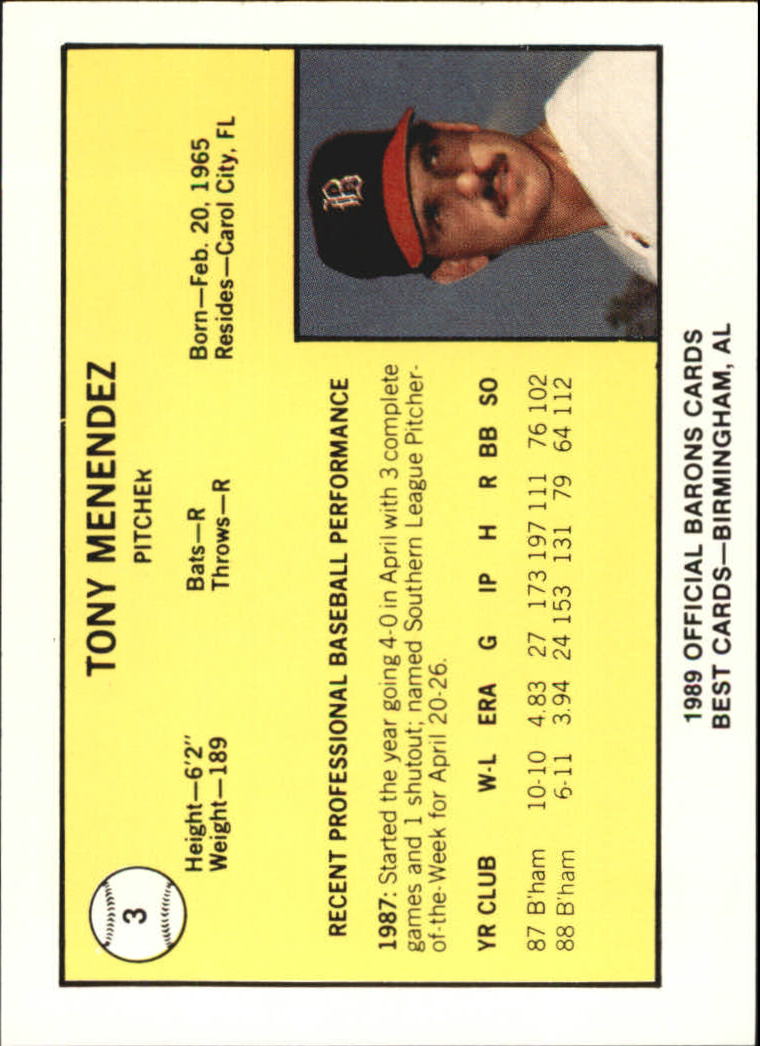 3
TONY MENENDEZ
PITCHER
Height—6'2" Bats—R Born—Feb. 20, 1965
Weight—189 Throws—R Resides—Carol City, FL
B
RECENT PROFESSIONAL BASEBALL PERFORMANCE
1987: Started the year going 4-0 in April with 3 complete
games and 1 shutout; named Southern League Pitcher-
of-the-Week for April 20-26.
YR CLUB W-L ERA G IP H R BB SO
87 B'ham 10-10 4.83 27 173 197 111 76 102
88 B'ham 6-11 3.94 24 153 131 79 64 112
1989 OFFICIAL BARONS CARDS
BEST CARDS—BIRMINGHAM, AL